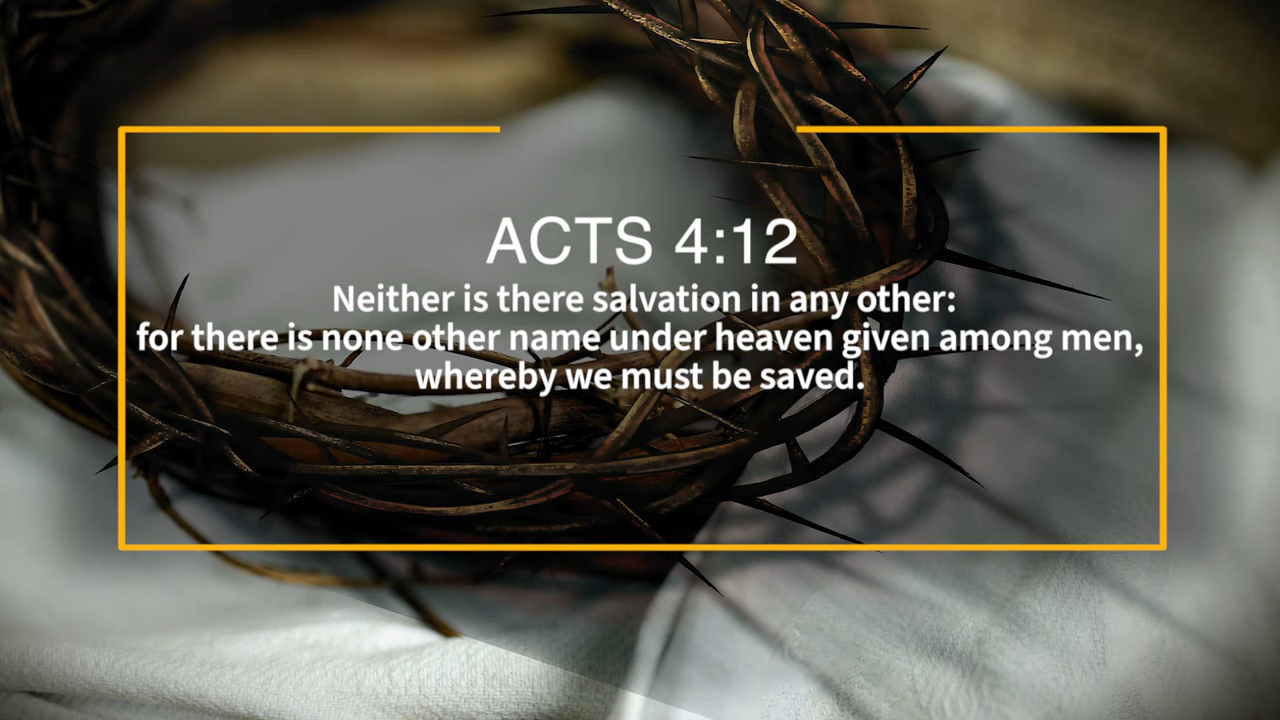 ACTS 4:12
Neither is there salvation in any other:
for there is none other name under heaven given among men,
whereby we must be saved.